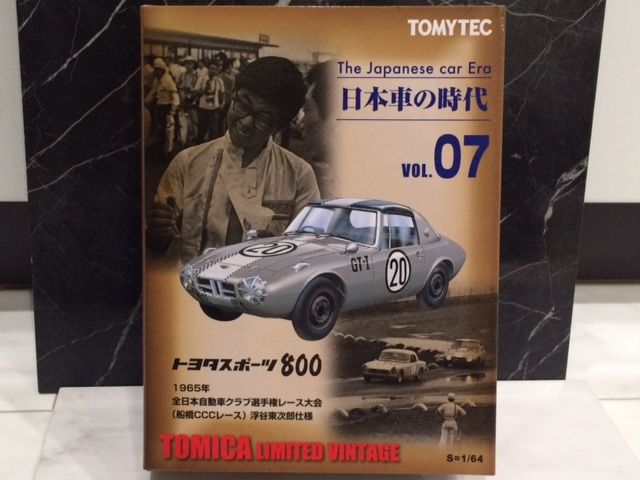 TOMYTEC
The Japanese car Era
日本車の時代
VOL. 07
GT-I
20
20
トヨタスポーツ800
1965年
全日本自動車クラブ選手権レース大会
(船橋CCCレース) 浮谷東次郎仕様
TOMICA LIMITED VINTAGE
S=1/64